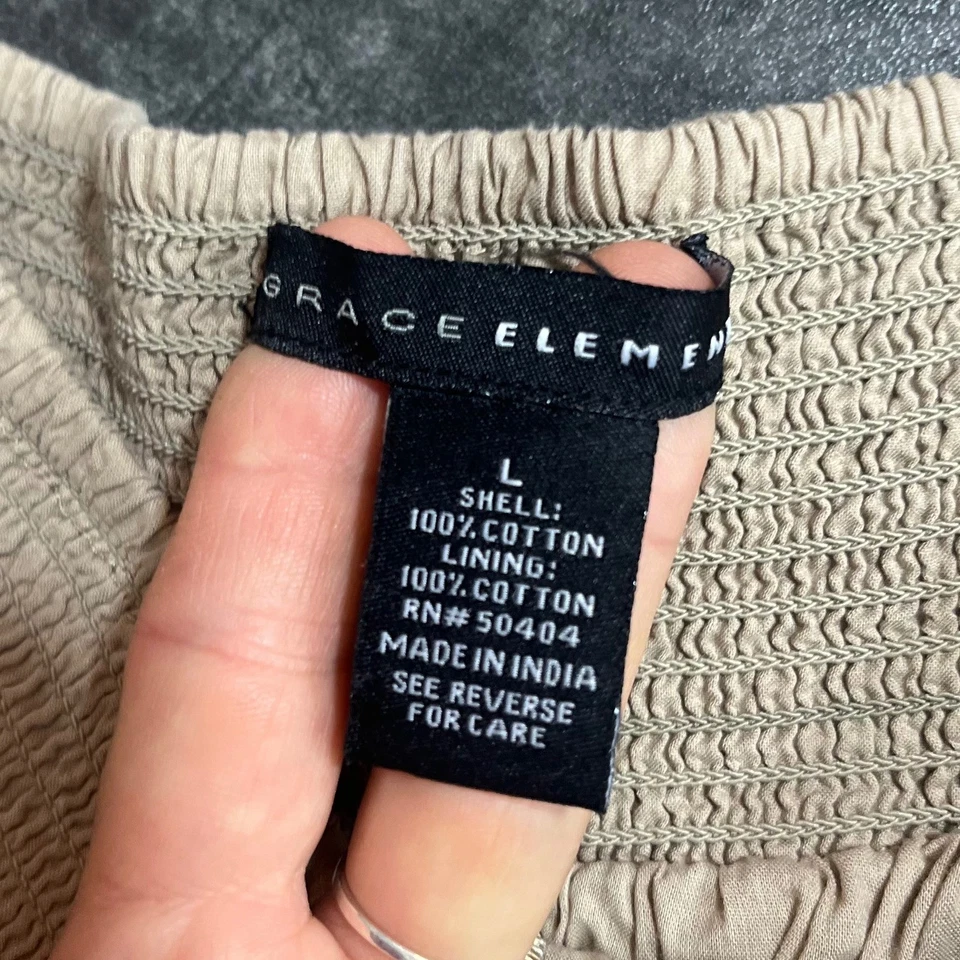 GRACE ELEMEN
L
SHELL:
100% COTTON
LINING:
100% COTTON
RN# 50404
MADE IN INDIA
SEE REVERSE
FOR CARE